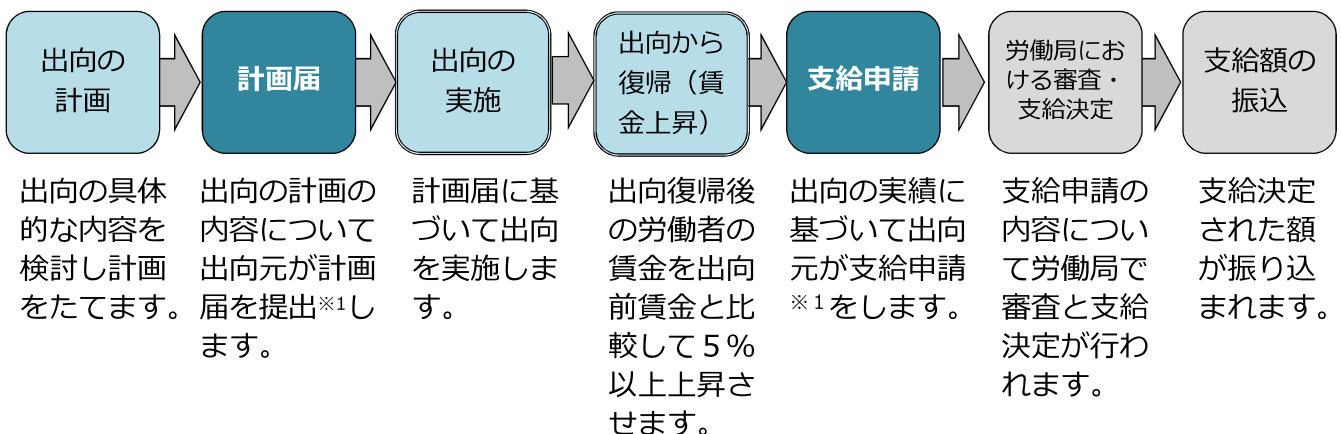 出向の
計画
計画届
出向の
実施
出向から
復帰（賃
金上昇）
支給申請
労働局にお
ける審査・
支給決定
支給額の
振込
出向の具体
的な内容を
検討し計画
をたてます。
出向の計画の
内容について
出向元が計画
届を提出※1し
ます。
計画届に基
づいて出向
を実施しま
す。
出向復帰後
の労働者の
賃金を出向
前賃金と比
較して５％
以上上昇さ
せます。
出向の実績に
基づいて出向
元が支給申請
※１をします。
支給申請の
内容につい
て労働局で
審査と支給
決定が行わ
れます。
支給決定
された額
が振り込
まれます。